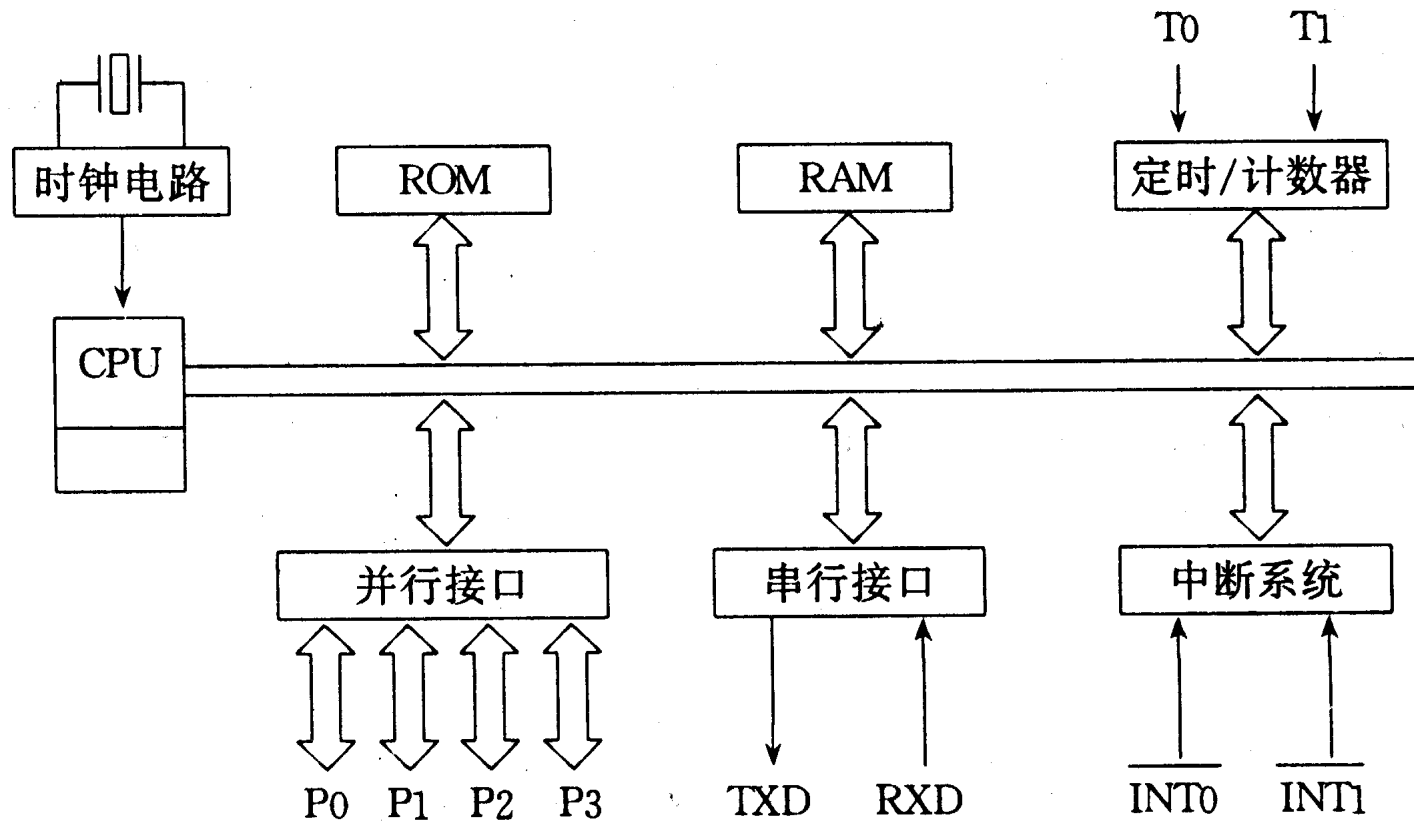 T0 T1
时钟电路 ROM RAM 定时/计数器
CPU
并行接口 串行接口 中断系统
P0 P1 P2 P3 TXD RXD INT0 INT1